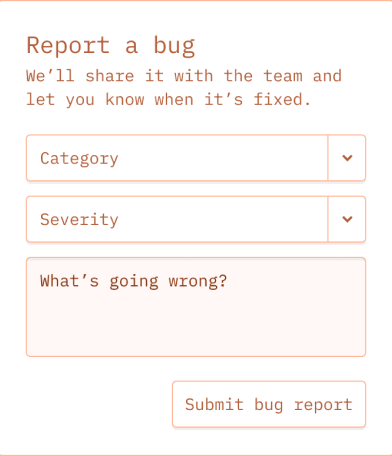 Report a bug
We’ll share it with the team and
let you know when it’s fixed.
Category
Severity
What’s going wrong?
Submit bug report